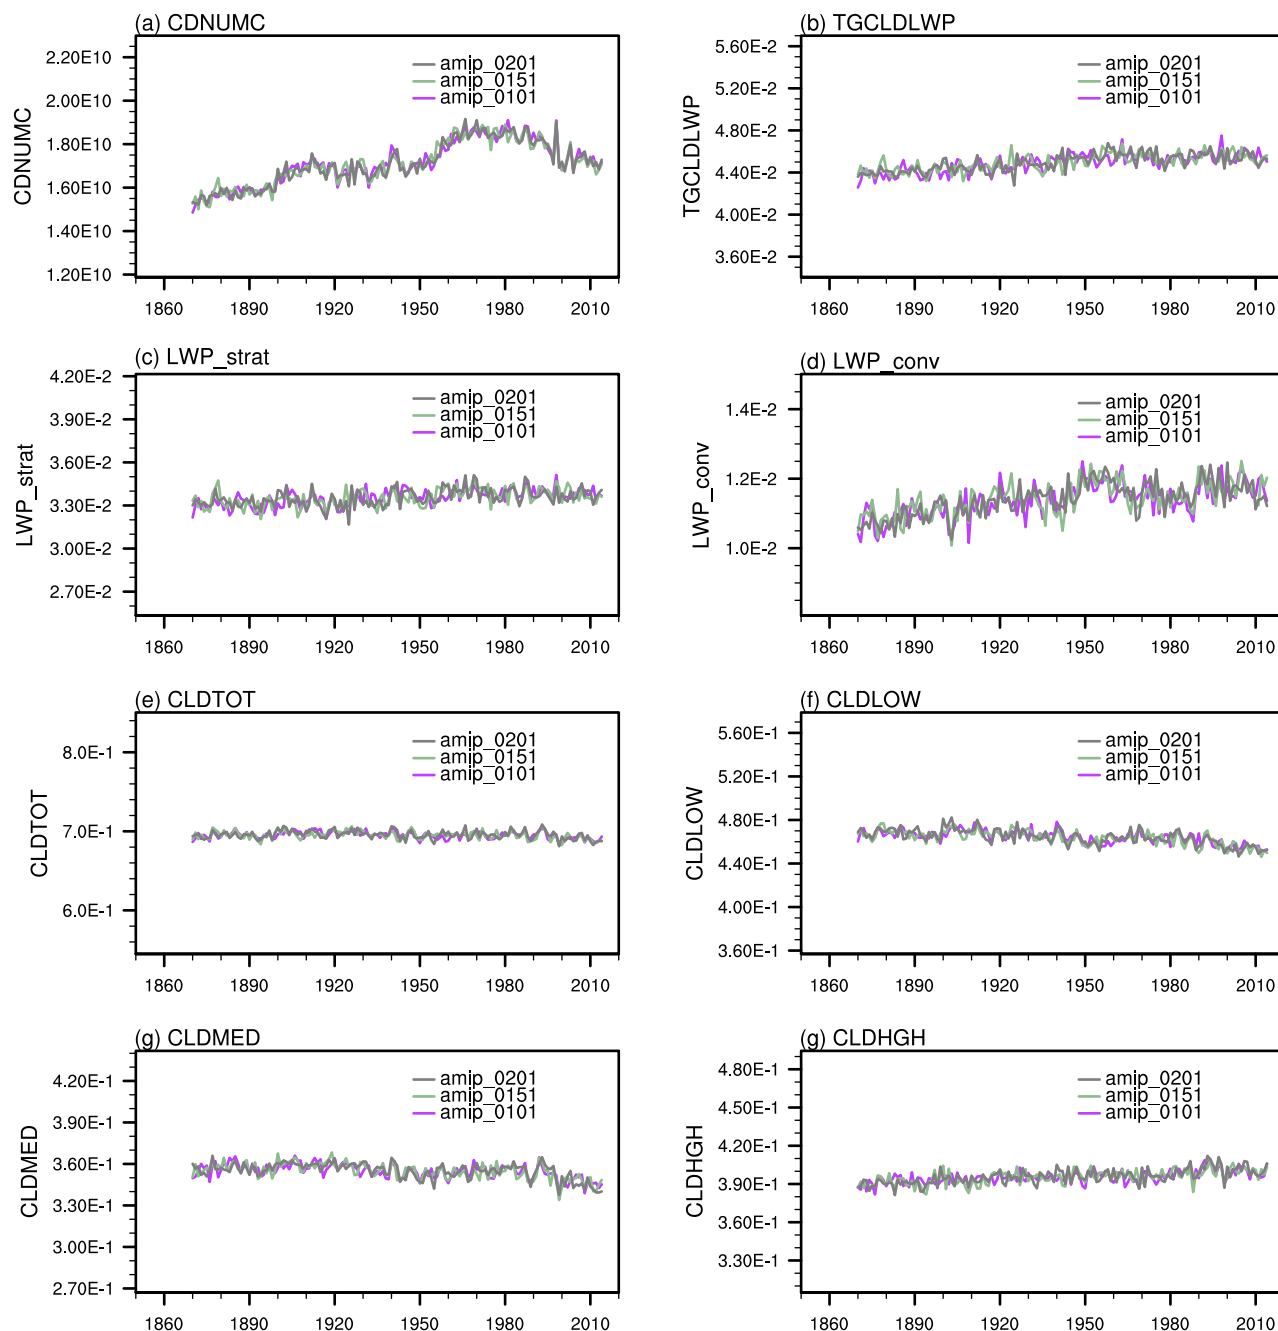 (a) CDNUMC
CDNUMC
2.20E10
2.00E10
1.80E10
1.60E10
1.40E10
1.20E10
amip_0201
amip_0151
amip_0101
1860 1890 1920 1950 1980 2010
(b) TGCLDLWP
TGCLDLWP
5.60E-2
5.20E-2
4.80E-2
4.40E-2
4.00E-2
3.60E-2
amip_0201
amip_0151
amip_0101
1860 1890 1920 1950 1980 2010
(c) LWP_strat
LWP_strat
4.20E-2
3.90E-2
3.60E-2
3.30E-2
3.00E-2
2.70E-2
amip_0201
amip_0151
amip_0101
1860 1890 1920 1950 1980 2010
(d) LWP_conv
LWP_conv
1.4E-2
1.2E-2
1.0E-2
amip_0201
amip_0151
amip_0101
1860 1890 1920 1950 1980 2010
(e) CLDTOT
CLDTOT
8.0E-1
7.0E-1
6.0E-1
amip_0201
amip_0151
amip_0101
1860 1890 1920 1950 1980 2010
(f) CLDLOW
CLDLOW
5.60E-1
5.20E-1
4.80E-1
4.40E-1
4.00E-1
3.60E-1
amip_0201
amip_0151
amip_0101
1860 1890 1920 1950 1980 2010
(g) CLDMED
CLDMED
4.20E-1
3.90E-1
3.60E-1
3.30E-1
3.00E-1
2.70E-1
amip_0201
amip_0151
amip_0101
1860 1890 1920 1950 1980 2010
(g) CLDHGH
CLDHGH
4.80E-1
4.50E-1
4.20E-1
3.90E-1
3.60E-1
3.30E-1
amip_0201
amip_0151
amip_0101
1860 1890 1920 1950 1980 2010